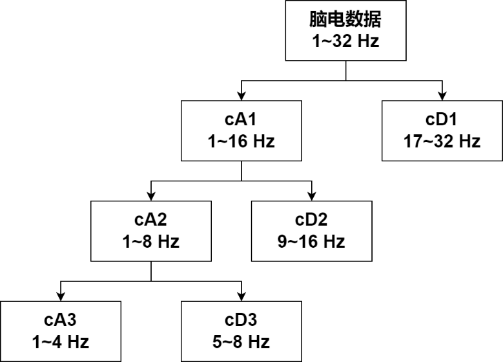 脑电数据
1~32 Hz
cA1
1~16 Hz
cD1
17~32 Hz
cA2
1~8 Hz
cD2
9~16 Hz
cA3
1~4 Hz
cD3
5~8 Hz